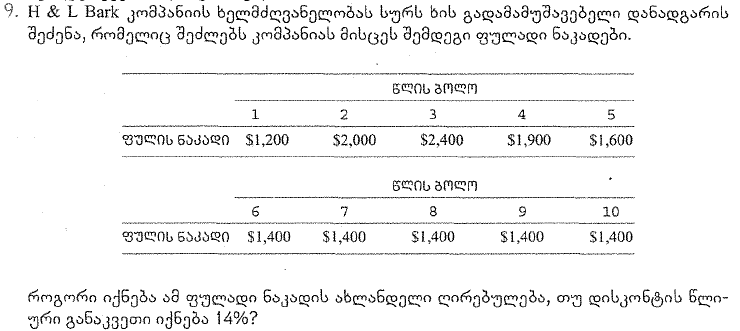 9. H & L Bark კომპანიის ხელმძღვანელობას სურს ხის გადამამუშავებელი დანადგარის
შეძენა, რომელიც შეძლებს კომპანიას მისცეს შემდეგი ფულადი ნაკადები.
წლის ბოლო
1 2 3 4 5
ფულის ნაკადი $1,200 $2,000 $2,400 $1,900 $1,600
წლის ბოლო
6 7 8 9 10
ფულის ნაკადი $1,400 $1,400 $1,400 $1,400 $1,400
როგორი იქნება ამ ფულადი ნაკადის ახლანდელი ღირებულება, თუ დისკონტის წლი-
ური განაკვეთი იქნება 14%?